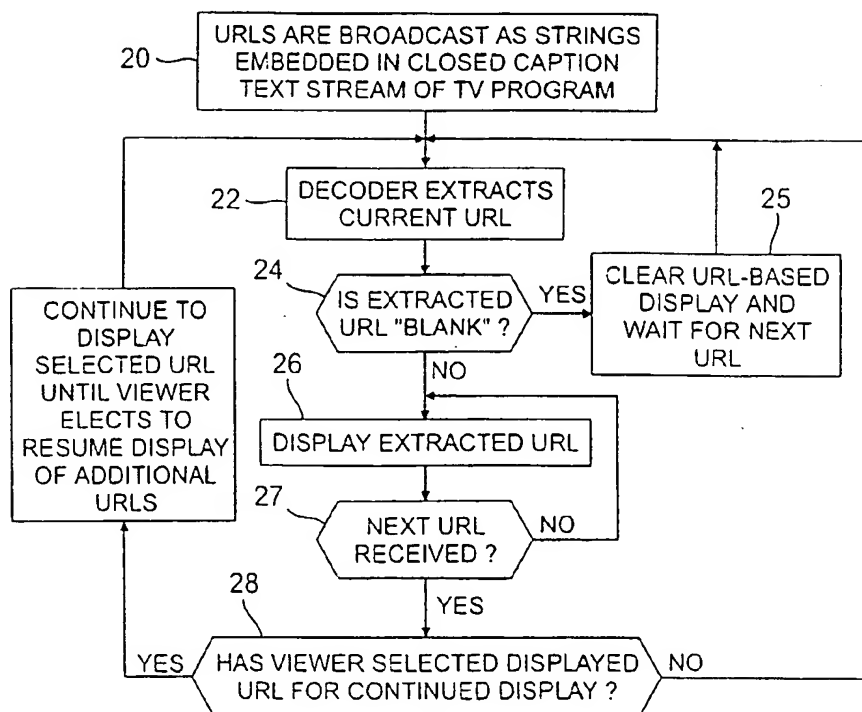 20
URLS ARE BROADCAST AS STRINGS
EMBEDDED IN CLOSED CAPTION
TEXT STREAM OF TV PROGRAM
22
DECODER EXTRACTS
CURRENT URL
24
IS EXTRACTED
URL "BLANK" ?
YES
25
CLEAR URL-BASED
DISPLAY AND
WAIT FOR NEXT
URL
NO
26
DISPLAY EXTRACTED URL
27
NEXT URL
RECEIVED ?
NO
YES
28
HAS VIEWER SELECTED DISPLAYED
URL FOR CONTINUED DISPLAY ?
YES
NO
CONTINUE TO
DISPLAY
SELECTED URL
UNTIL VIEWER
ELECTS TO
RESUME DISPLAY
OF ADDITIONAL
URLS